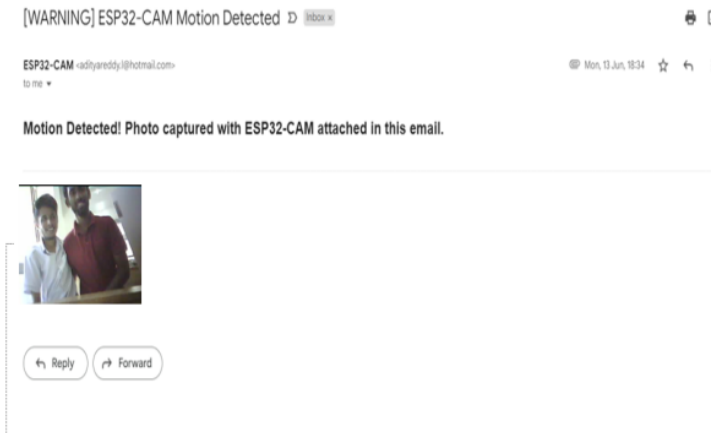 [WARNING] ESP32-CAM Motion Detected Inbox x
ESP32-CAM <adityareddy.l@hotmail.com> Mon, 13 Jun, 18:34
to me
Motion Detected! Photo captured with ESP32-CAM attached in this email.
Reply Forward